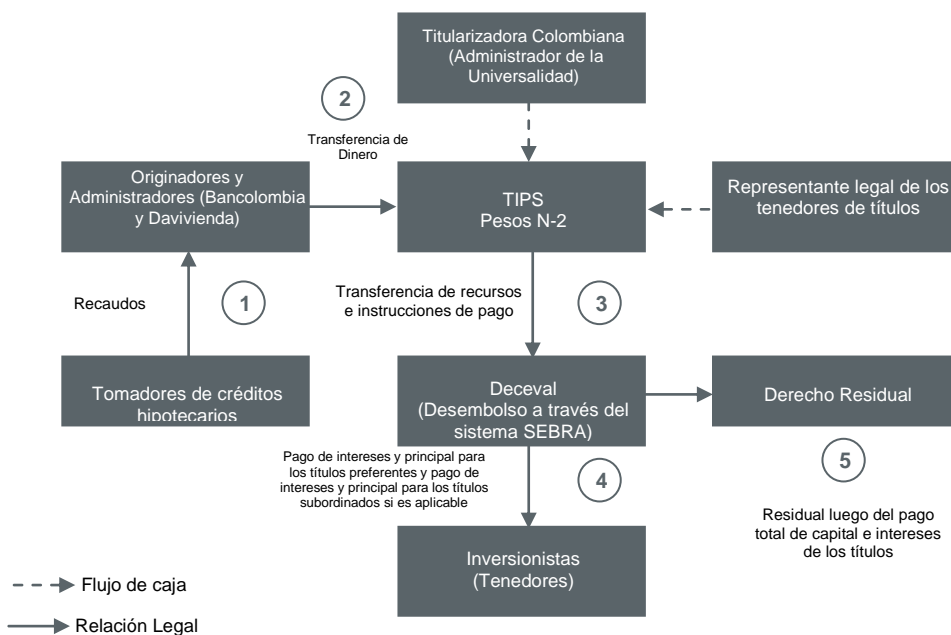 Titularizadora Colombiana
(Administrador de la
Universalidad)
2
Transferencia de
Dinero
Originadores y
Administradores (Bancolombia
y Davivienda)
TIPS
Pesos N-2
Representante legal de los
tenedores de títulos
Recaudos
1
Transferencia de recursos
e instrucciones de pago
3
Tomadores de créditos
hipotecarios
Deceval
(Desembolso a través del
sistema SEBRA)
Derecho Residual
Pago de intereses y principal para
los títulos preferentes y pago de
intereses y principal para los títulos
subordinados si es aplicable
4
5
Residual luego del pago
total de capital e intereses
de los títulos
Inversionistas
(Tenedores)
Flujo de caja
Relación Legal